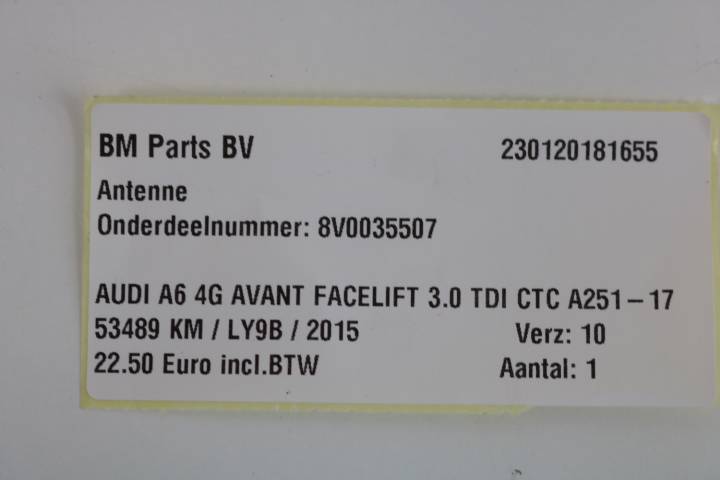 BM Parts BV 230120181655
Antenne
Onderdeelnummer: 8V0035507
AUDI A6 4G AVANT FACELIFT 3.0 TDI CTC A251-17
53489 KM / LY9B / 2015 Verz: 10
22.50 Euro incl.BTW Aantal: 1